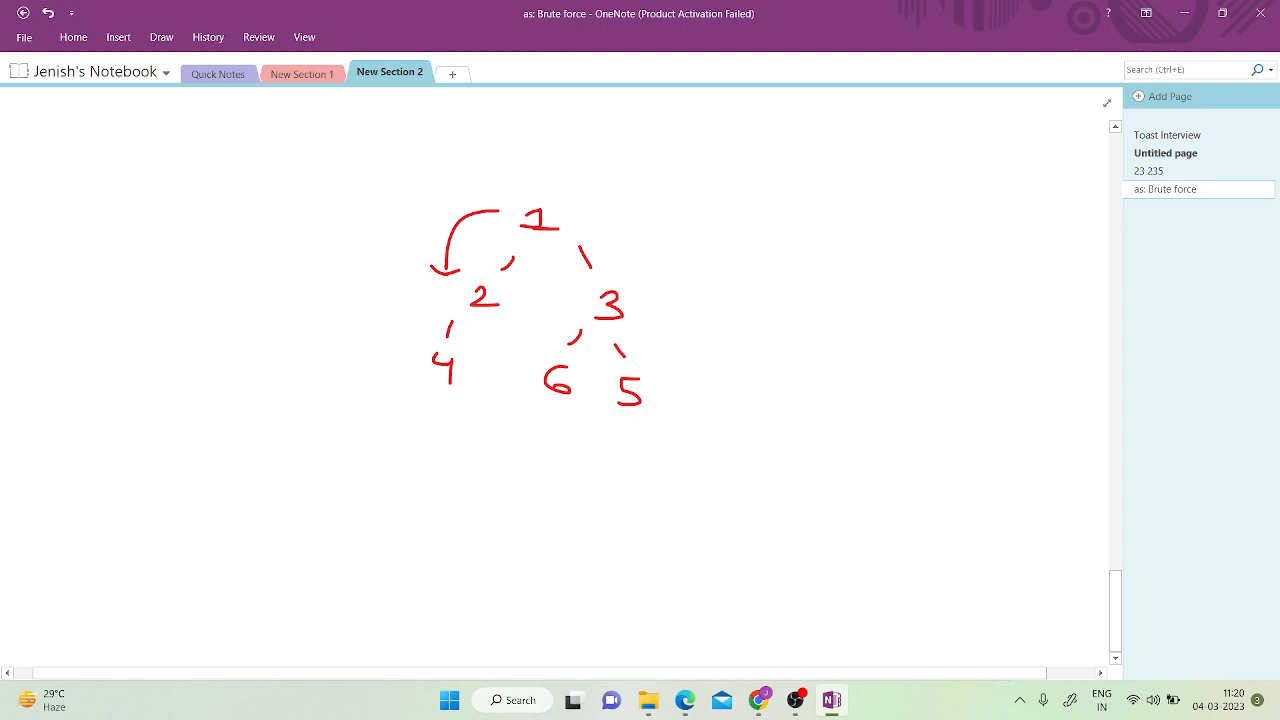 as: Brute force - OneNote (Product Activation Failed)
?
File Home Insert Draw History Review View
Jenish's Notebook Quick Notes New Section 1 New Section 2 +
Search (Ctrl+E)
Add Page
Toast Interview
Untitled page
23 235
as: Brute force
1
2 3
4 6 5
29°C
Haze
Search
J
N
ENG
IN
11:20
04-03-2023
3